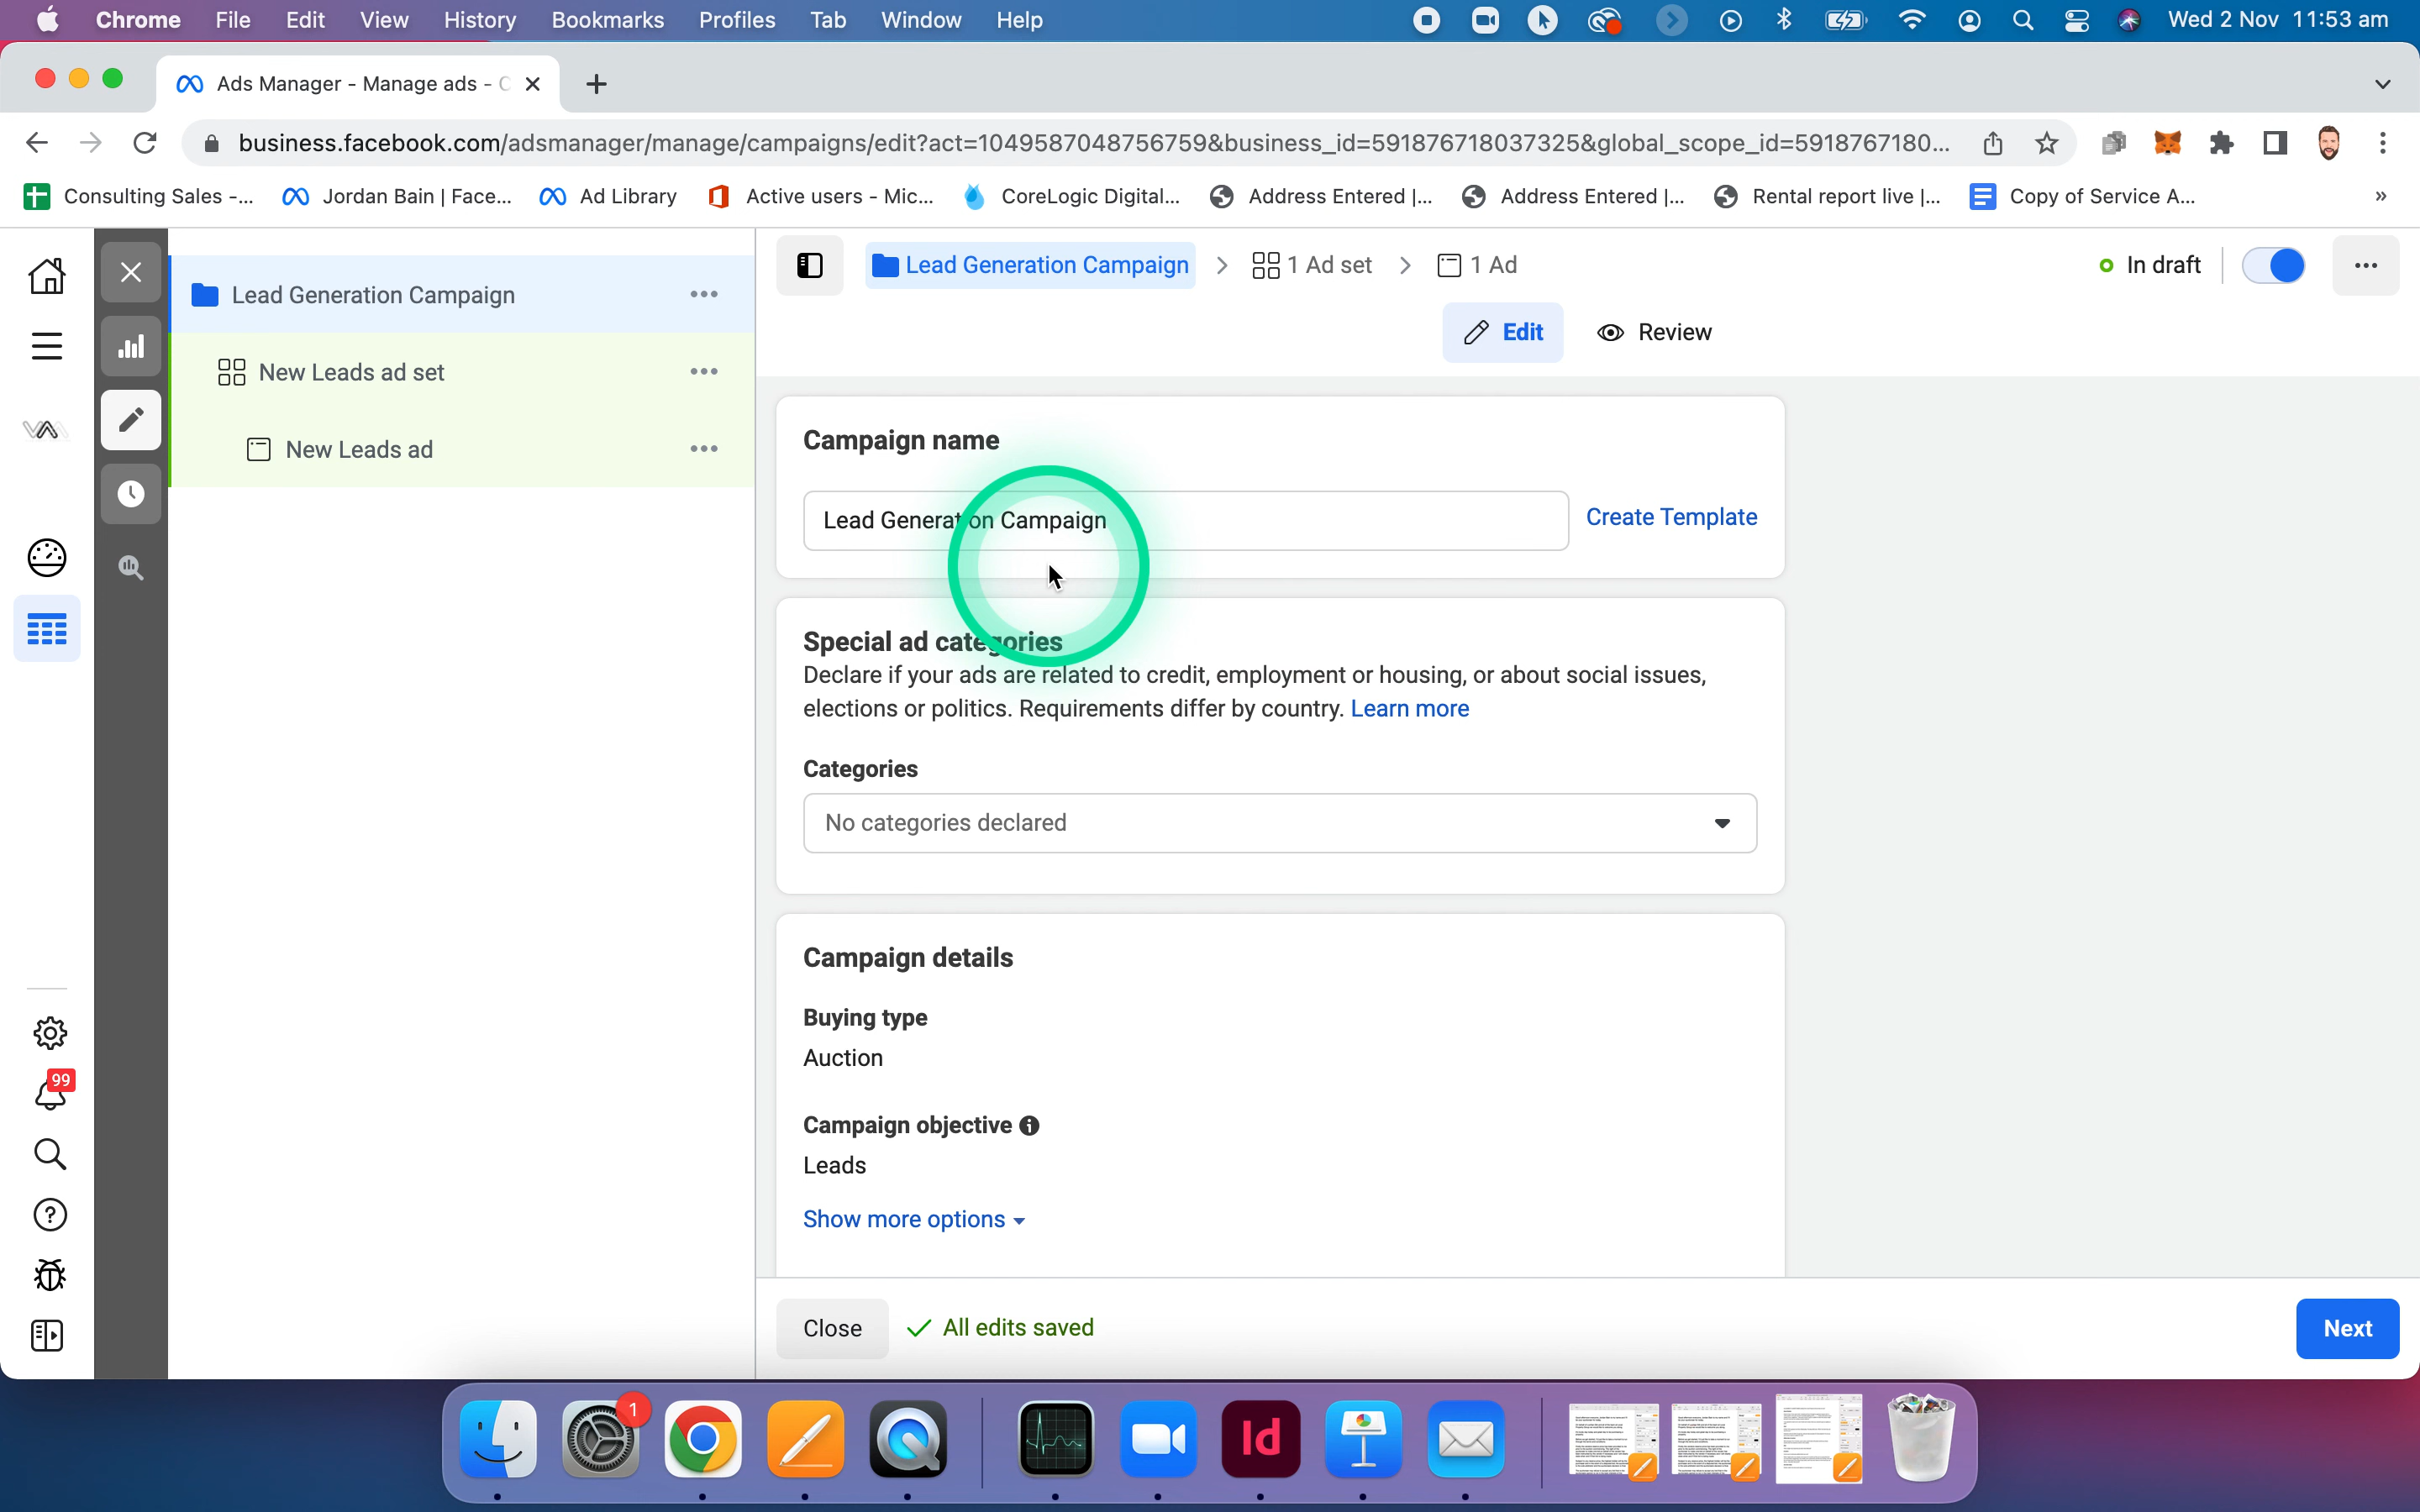 Chrome File Edit View History Bookmarks Profiles Tab Window Help Wed 2 Nov 11:53 am
Ads Manager - Manage ads - C
business.facebook.com/adsmanager/manage/campaigns/edit?act=1049587048756759&business_id=591876718037325&global_scope_id=5918767180...
Consulting Sales -... Jordan Bain | Face... Ad Library Active users - Mic... CoreLogic Digital... Address Entered |... Address Entered |... Rental report live |... Copy of Service A... »
Lead Generation Campaign
New Leads ad set
New Leads ad
Lead Generation Campaign 1 Ad set 1 Ad
In draft
Edit Review
Campaign name
Lead Generation Campaign
Create Template
Special ad categories
Declare if your ads are related to credit, employment or housing, or about social issues,
elections or politics. Requirements differ by country. Learn more
Categories
No categories declared
Campaign details
Buying type
Auction
Campaign objective
Leads
Show more options
99
Close All edits saved
Next
1
Id